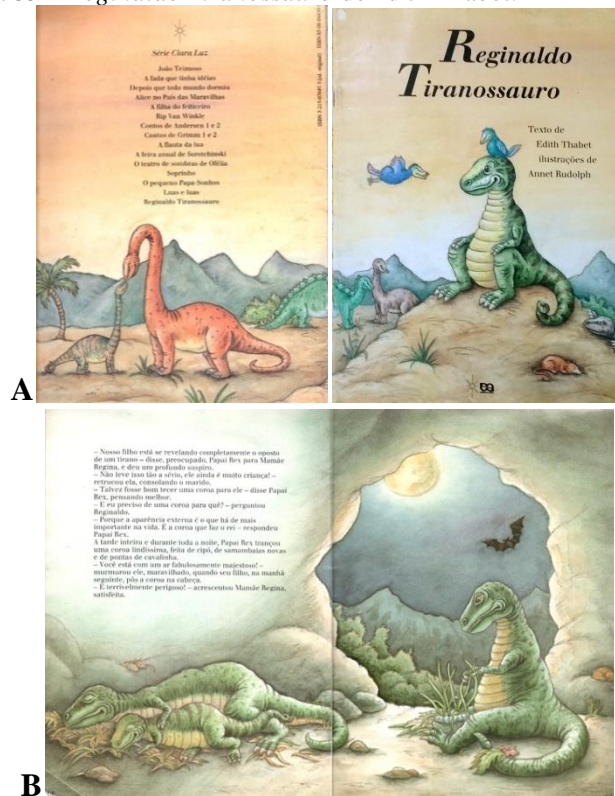 Série Clara Luz
João Teimoso
A fada que tinha idéias
Depois que todo mundo dormiu
Alice no País das Maravilhas
A filha do feiticeiro
Rip Van Winkle
Contos de Andersen 1 e 2
Contos de Grimm 1 e 2
A flauta da lua
A feira anual de Sorotchinski
O teatro de sombras de Ofélia
Soprinho
O pequeno Papa-Sonhos
Luas e luas
Reginaldo Tiranossauro
Reginaldo
Tiranossauro
Texto de
Edith Thabet
ilustrações de
Annet Rudolph
A
– Nosso filho está se revelando completamente o oposto
de um tirano – disse, preocupado, Papai Rex para Mamãe
Regina, e deu um profundo suspiro.
– Não leve isso tão a sério, ele ainda é muito criança! –
retrucou ela, consolando o marido.
– Talvez fosse bom tecer uma coroa para ele – disse Papai
Rex, pensando melhor.
– E eu preciso de uma coroa para quê? – perguntou
Reginaldo.
– Porque a aparência externa é o que há de mais
importante na vida. É a coroa que faz o rei – respondeu
Papai Rex.
A tarde inteira e durante toda a noite, Papai Rex trançou
uma coroa lindíssima, feita de cipó, de samambaias novas
e de pontas de cavalinha.
– Você está com um ar fabulosamente majestoso! –
murmurou ele, maravilhado, quando seu filho, na manhã
seguinte, pôs a coroa na cabeça.
– E terrivelmente perigoso! – acrescentou Mamãe Regina,
satisfeita.
B